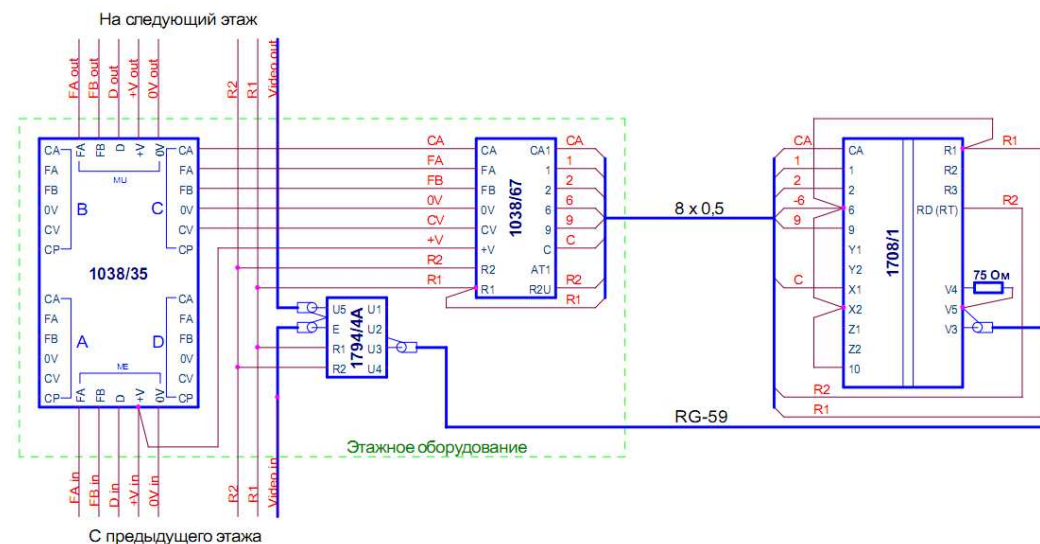 На следующий этаж
FA out
FB out
D out
+V out
0V out
R2
R1
Video out
CA FA FB D +V 0V CA
MU
FA FA
FB FB
0V B C 0V
CV CV
CP CP
1038/35
CA CA
FA FA
FB A D FB
0V 0V
CV ME CV
CP FA FB D +V 0V CP
FA in
FB in
D in
+V in
0V in
R2
R1
Video in
С предыдущего этажа
CA
FA
FB
0V
CV
+V
R2
R1
CA CA1
FA 1
FB 2
0V 6
CV 9
+V C
R2 AT1
R1 R2U
1038/67
CA
1
2
6
9
C
R2
R1
U5 U1
E U2
R1 U3
R2 U4
1794/4A
Этажное оборудование
8 x 0,5
RG-59
CA
1
2
-6
9
C
R2
R1
CA R1
1 R2
2 R3
6 RD (RT)
9
Y1
Y2
X1 V4
X2 V5
Z1 V3
Z2
10
1708/1
R1
R2
75 Ом